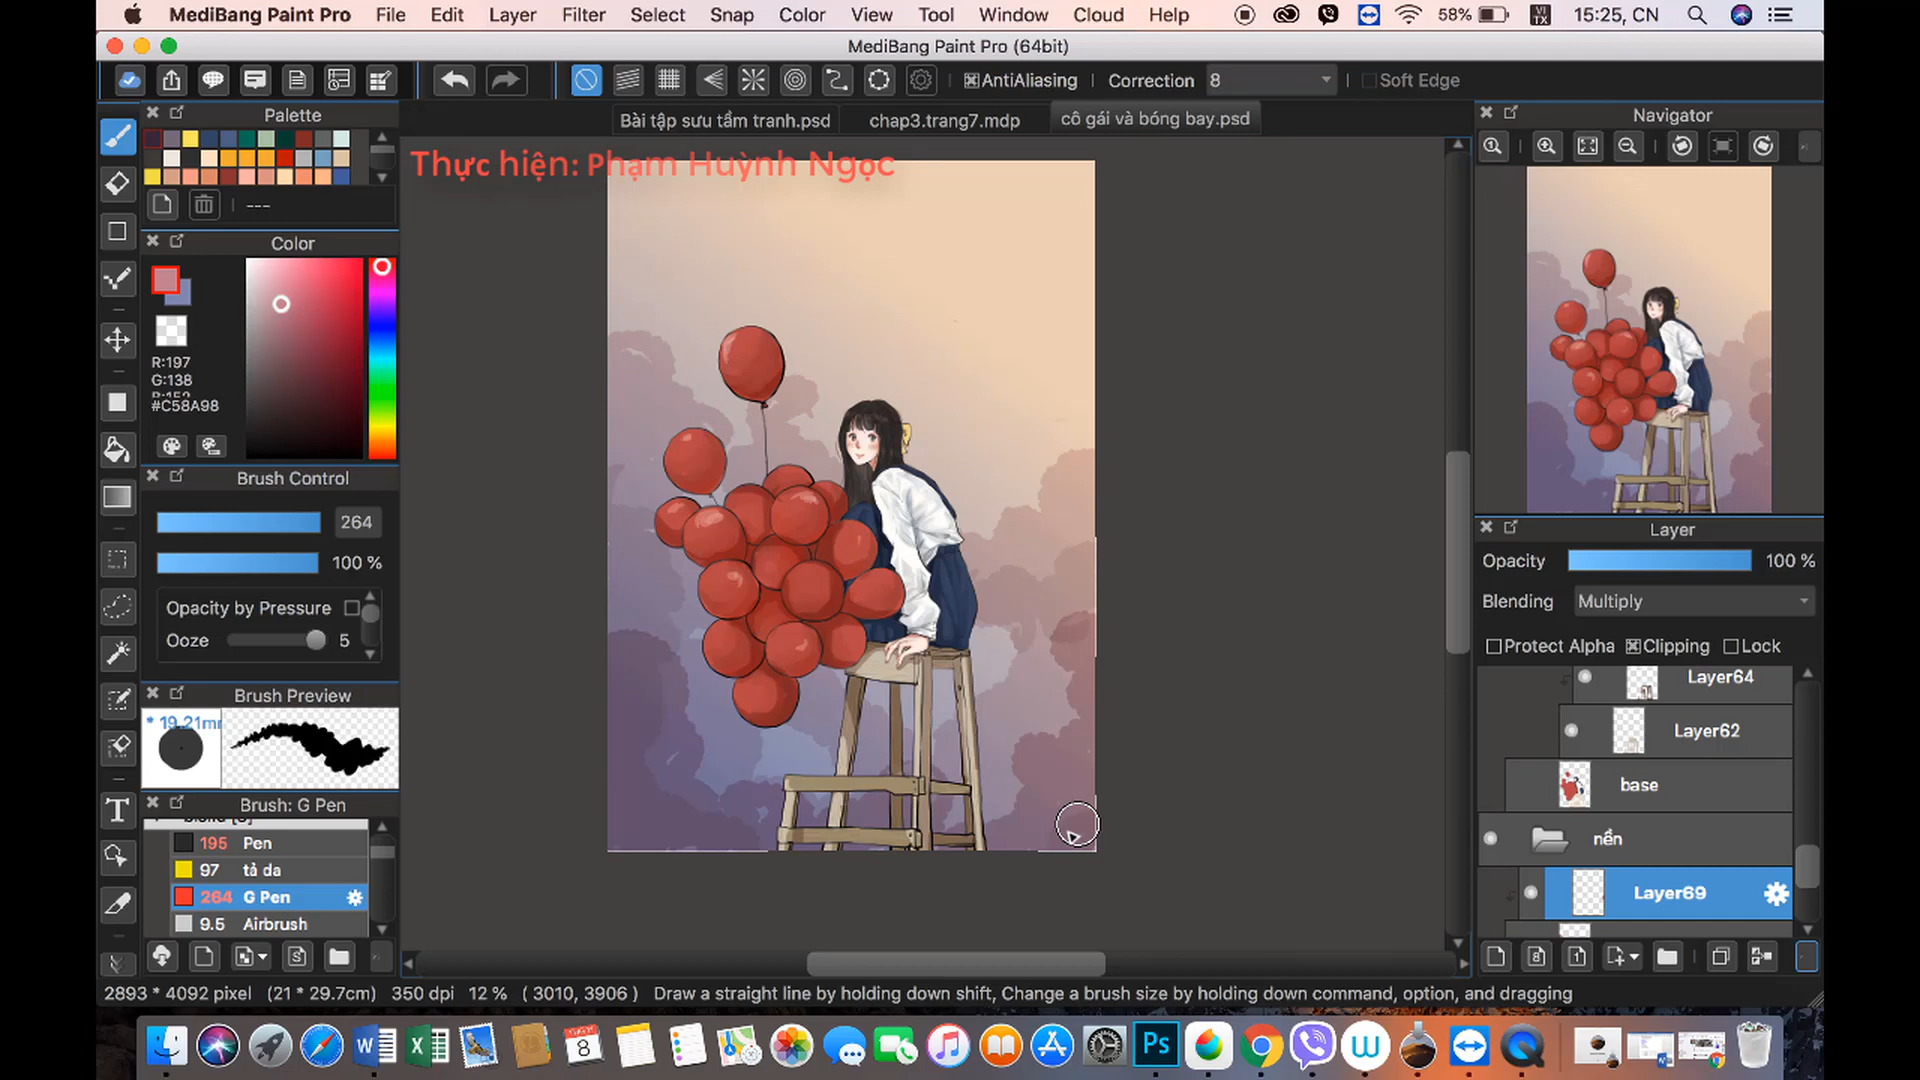 MediBang Paint Pro File Edit Layer Filter Select Snap Color View Tool Window Cloud Help 58% VI TX 15:25, CN
MediBang Paint Pro (64bit)
AntiAliasing Correction 8 Soft Edge
Palette
Bài tập sưu tầm tranh.psd chap3.trang7.mdp cô gái và bóng bay.psd
Navigator
Thực hiện: Phạm Huỳnh Ngọc
---
Color
R:197
G:138
#C58A98
Brush Control
264
100 %
Opacity by Pressure
Ooze 5
Brush Preview
* 19.21mm
Brush: G Pen
195 Pen
97 tả da
264 G Pen
9.5 Airbrush
Layer
Opacity 100 %
Blending Multiply
Protect Alpha Clipping Lock
Layer64
Layer62
base
nền
Layer69
2893 * 4092 pixel (21 * 29.7cm) 350 dpi 12 % ( 3010, 3906 ) Draw a straight line by holding down shift, Change a brush size by holding down command, option, and dragging
8
Ps